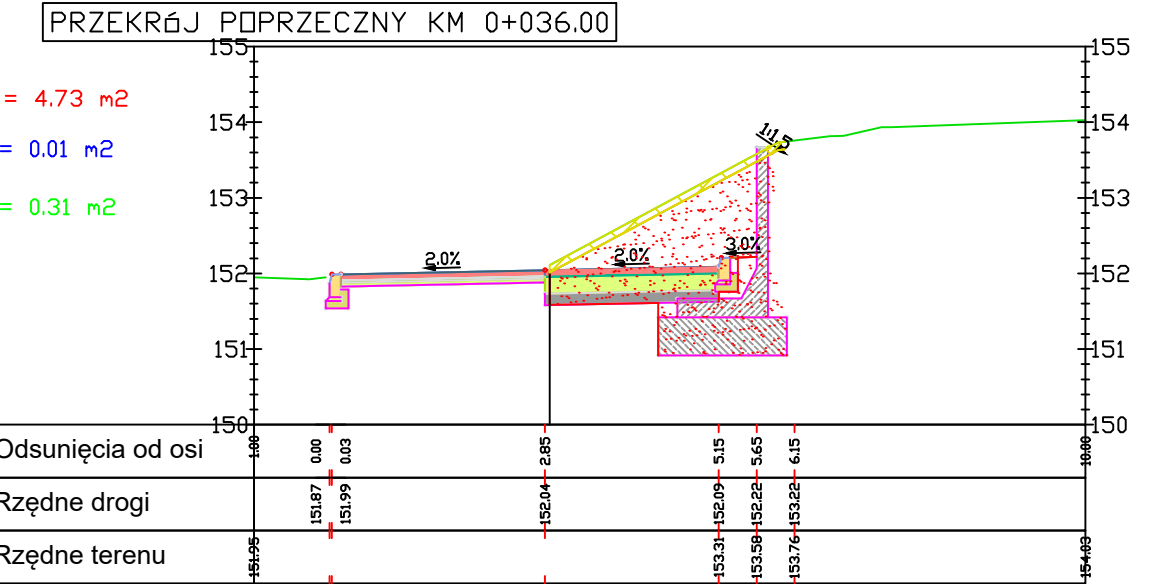 PRZEKRóJ POPRZECZNY KM 0+036.00
155 155
= 4.73 m2
154 154
1:1.5
= 0.01 m2
153 153
= 0.31 m2
2.0% 2.0% 3.0%
152 152
151 151
150 150
Odsunięcia od osi 1.00 0.00 0.03 2.85 5.15 5.65 6.15 10.00
Rzędne drogi 151.87 151.99 152.04 152.09 152.22 153.22
Rzędne terenu 151.95 153.31 153.58 153.76 154.03